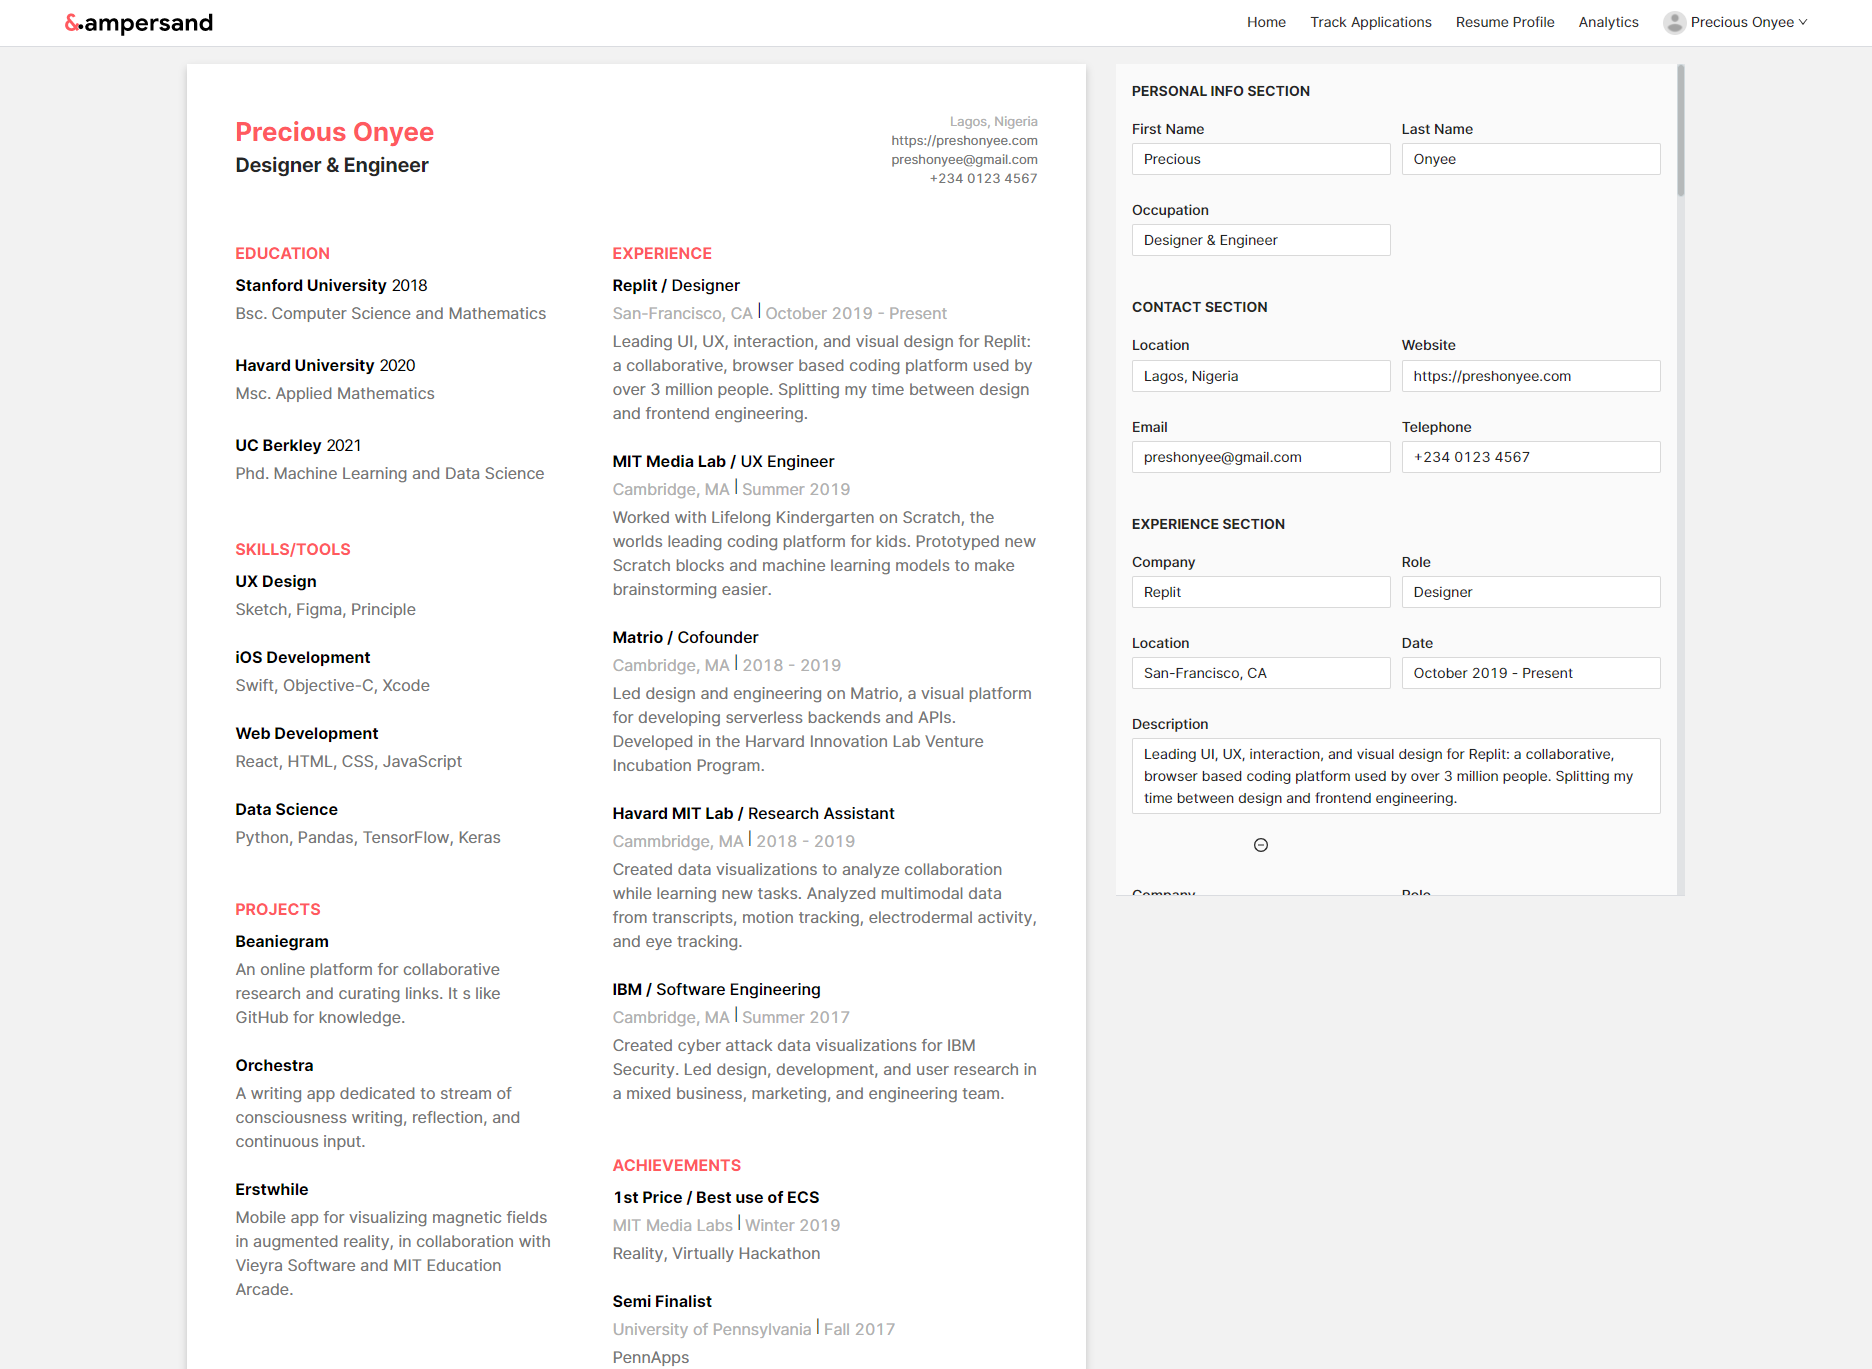 &.ampersand
Home Track Applications Resume Profile Analytics Precious Onyee
Precious Onyee
Designer & Engineer
Lagos, Nigeria
https://preshonyee.com
preshonyee@gmail.com
+234 0123 4567
EDUCATION
Stanford University 2018
Bsc. Computer Science and Mathematics
Havard University 2020
Msc. Applied Mathematics
UC Berkley 2021
Phd. Machine Learning and Data Science
SKILLS/TOOLS
UX Design
Sketch, Figma, Principle
iOS Development
Swift, Objective-C, Xcode
Web Development
React, HTML, CSS, JavaScript
Data Science
Python, Pandas, TensorFlow, Keras
PROJECTS
Beaniegram
An online platform for collaborative
research and curating links. It s like
GitHub for knowledge.
Orchestra
A writing app dedicated to stream of
consciousness writing, reflection, and
continuous input.
Erstwhile
Mobile app for visualizing magnetic fields
in augmented reality, in collaboration with
Vieyra Software and MIT Education
Arcade.
EXPERIENCE
Replit / Designer
San-Francisco, CA | October 2019 - Present
Leading UI, UX, interaction, and visual design for Replit:
a collaborative, browser based coding platform used by
over 3 million people. Splitting my time between design
and frontend engineering.
MIT Media Lab / UX Engineer
Cambridge, MA | Summer 2019
Worked with Lifelong Kindergarten on Scratch, the
worlds leading coding platform for kids. Prototyped new
Scratch blocks and machine learning models to make
brainstorming easier.
Matrio / Cofounder
Cambridge, MA | 2018 - 2019
Led design and engineering on Matrio, a visual platform
for developing serverless backends and APIs.
Developed in the Harvard Innovation Lab Venture
Incubation Program.
Havard MIT Lab / Research Assistant
Cammbridge, MA | 2018 - 2019
Created data visualizations to analyze collaboration
while learning new tasks. Analyzed multimodal data
from transcripts, motion tracking, electrodermal activity,
and eye tracking.
IBM / Software Engineering
Cambridge, MA | Summer 2017
Created cyber attack data visualizations for IBM
Security. Led design, development, and user research in
a mixed business, marketing, and engineering team.
ACHIEVEMENTS
1st Price / Best use of ECS
MIT Media Labs | Winter 2019
Reality, Virtually Hackathon
Semi Finalist
University of Pennsylvania | Fall 2017
PennApps
PERSONAL INFO SECTION
First Name Last Name
Precious Onyee
Occupation
Designer & Engineer
CONTACT SECTION
Location Website
Lagos, Nigeria https://preshonyee.com
Email Telephone
preshonyee@gmail.com +234 0123 4567
EXPERIENCE SECTION
Company Role
Replit Designer
Location Date
San-Francisco, CA October 2019 - Present
Description
Leading UI, UX, interaction, and visual design for Replit: a collaborative,
browser based coding platform used by over 3 million people. Splitting my
time between design and frontend engineering.
Company Role